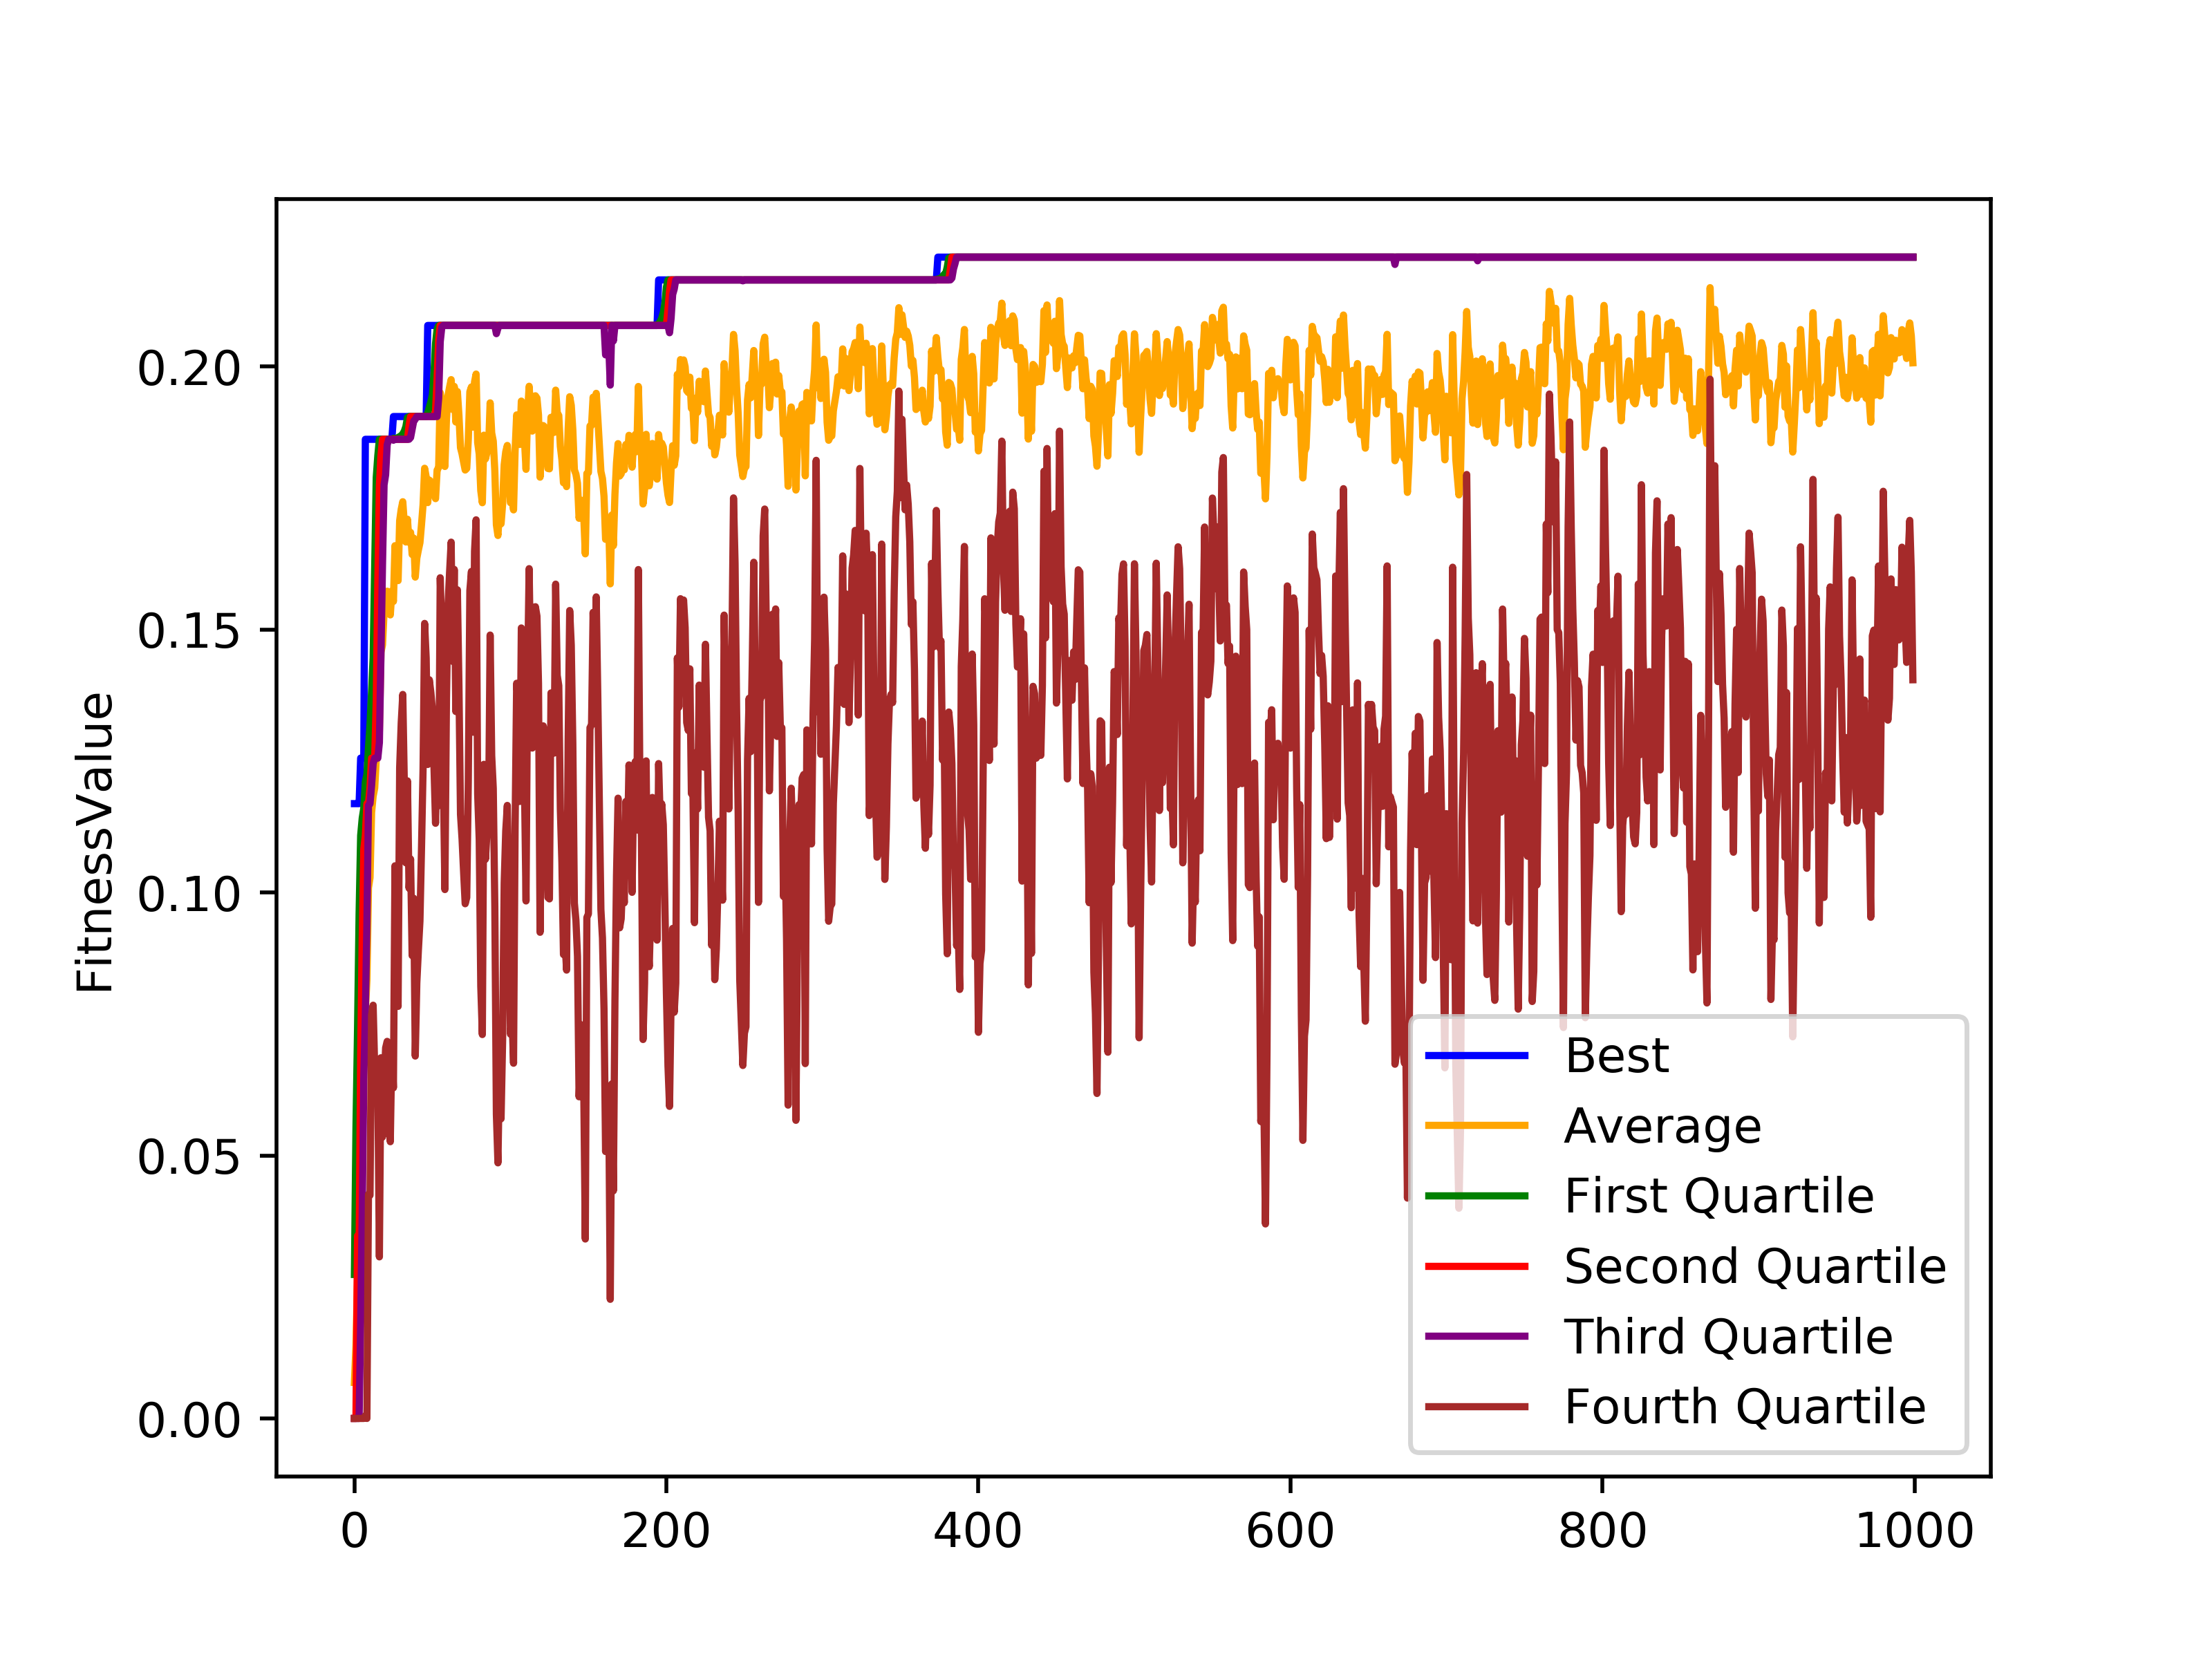 FitnessValue
0.20
0.15
0.10
0.05
0.00
0 200 400 600 800 1000
Best
Average
First Quartile
Second Quartile
Third Quartile
Fourth Quartile